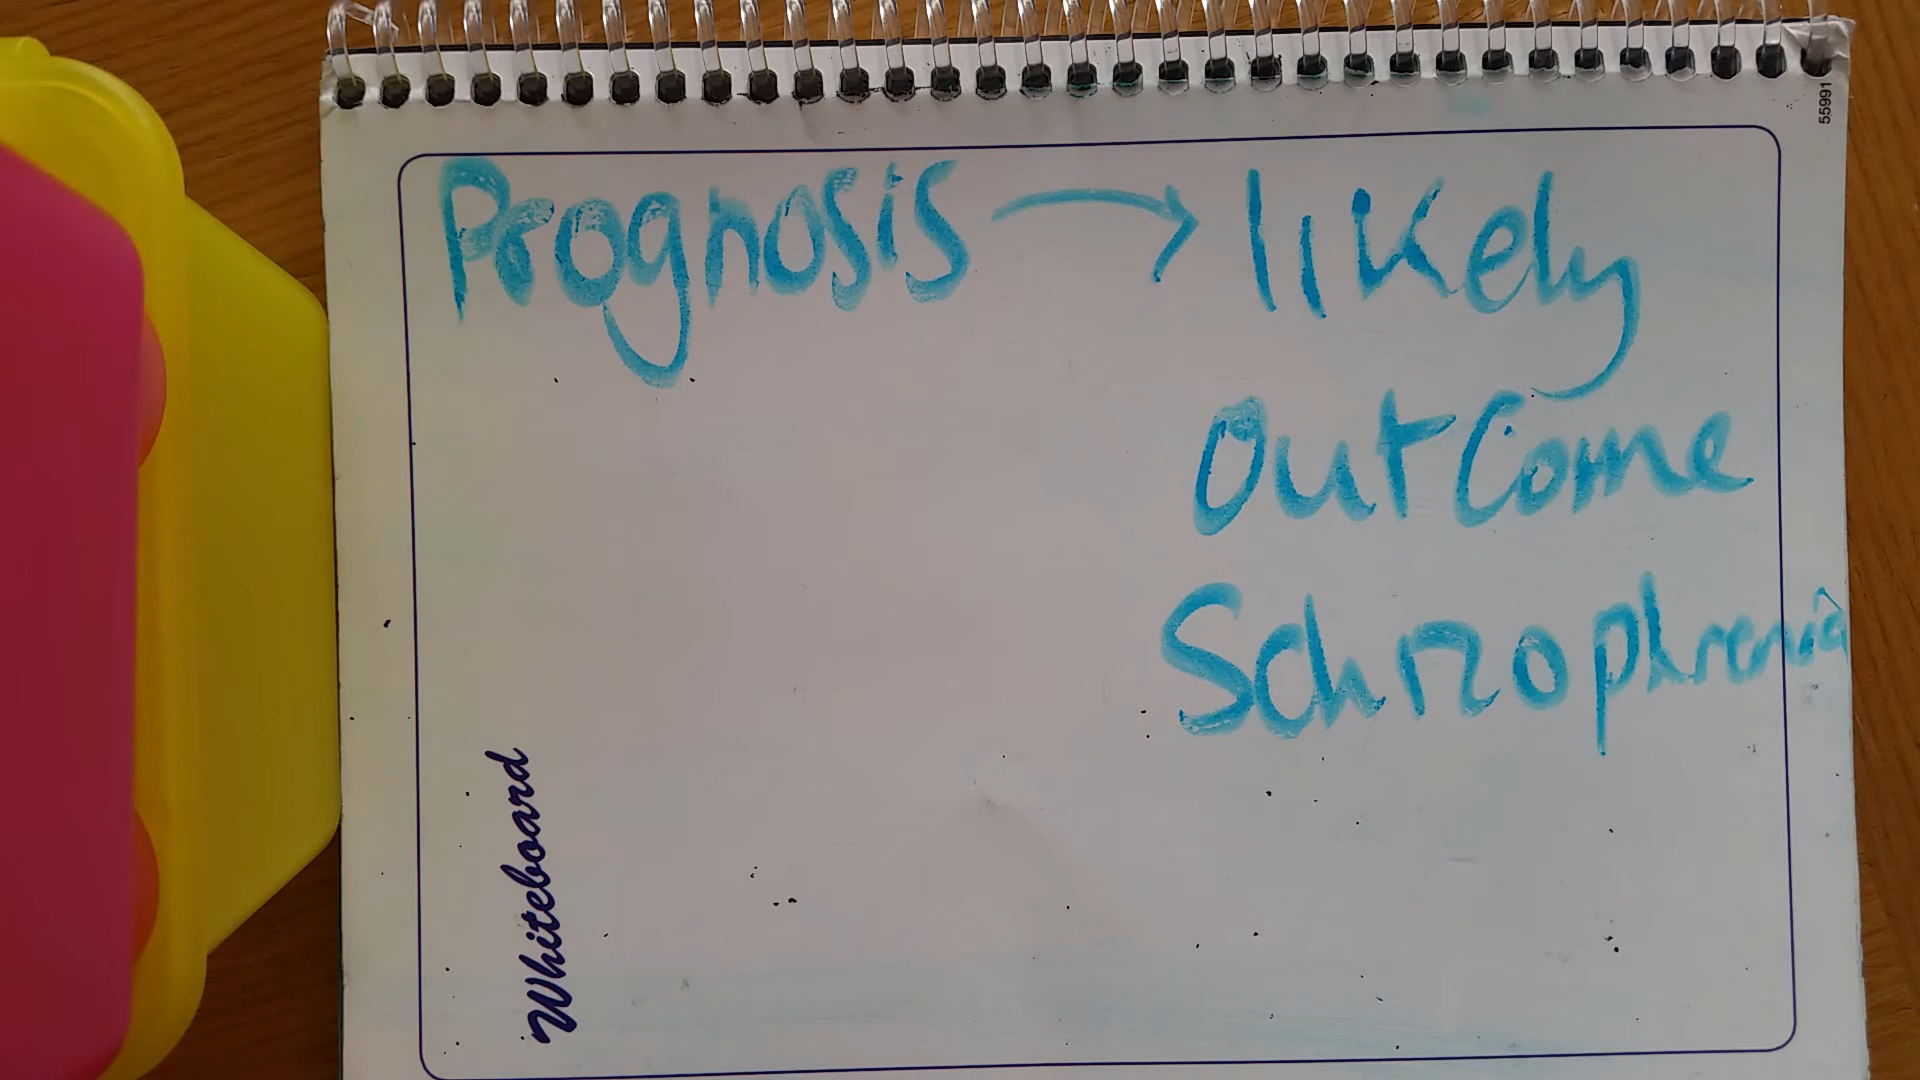 55991
Prognosis → likely
outcome
Schizophrenia
Whiteboard